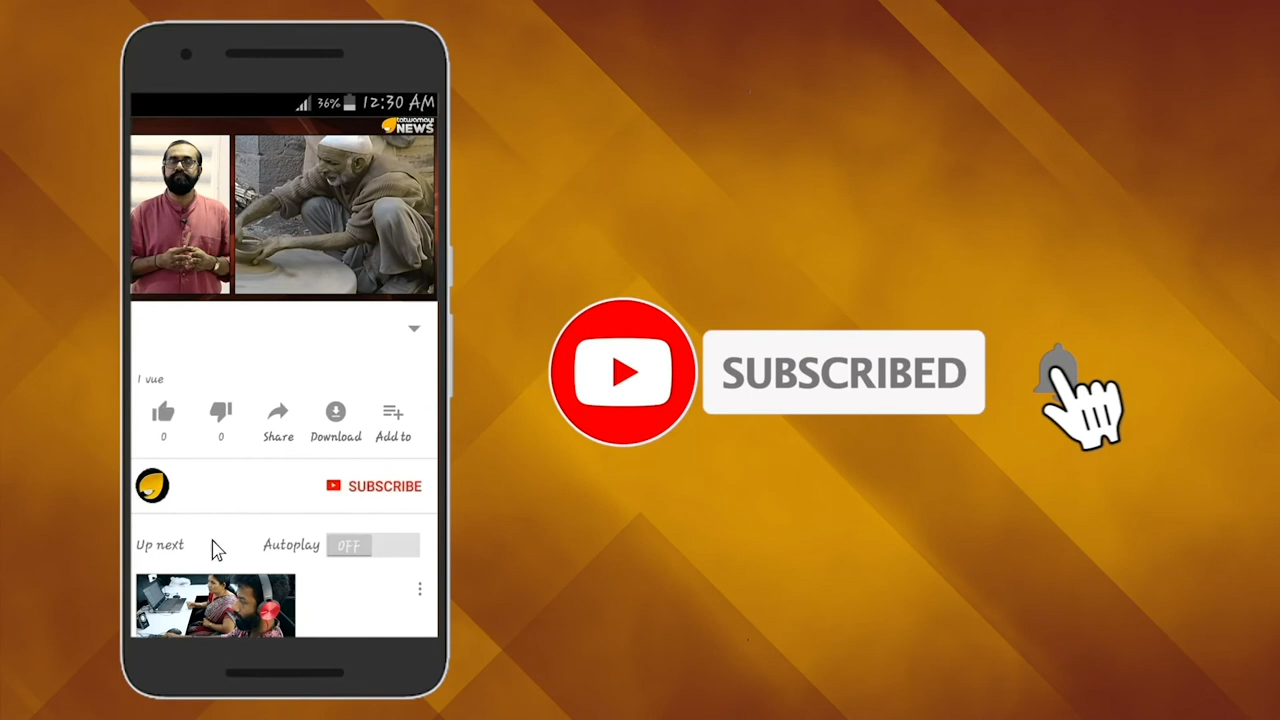 36% 12:30 AM
tatwamayi
NEWS
1 vue
0 0 Share Download Add to
SUBSCRIBE
Up next Autoplay OFF
SUBSCRIBED